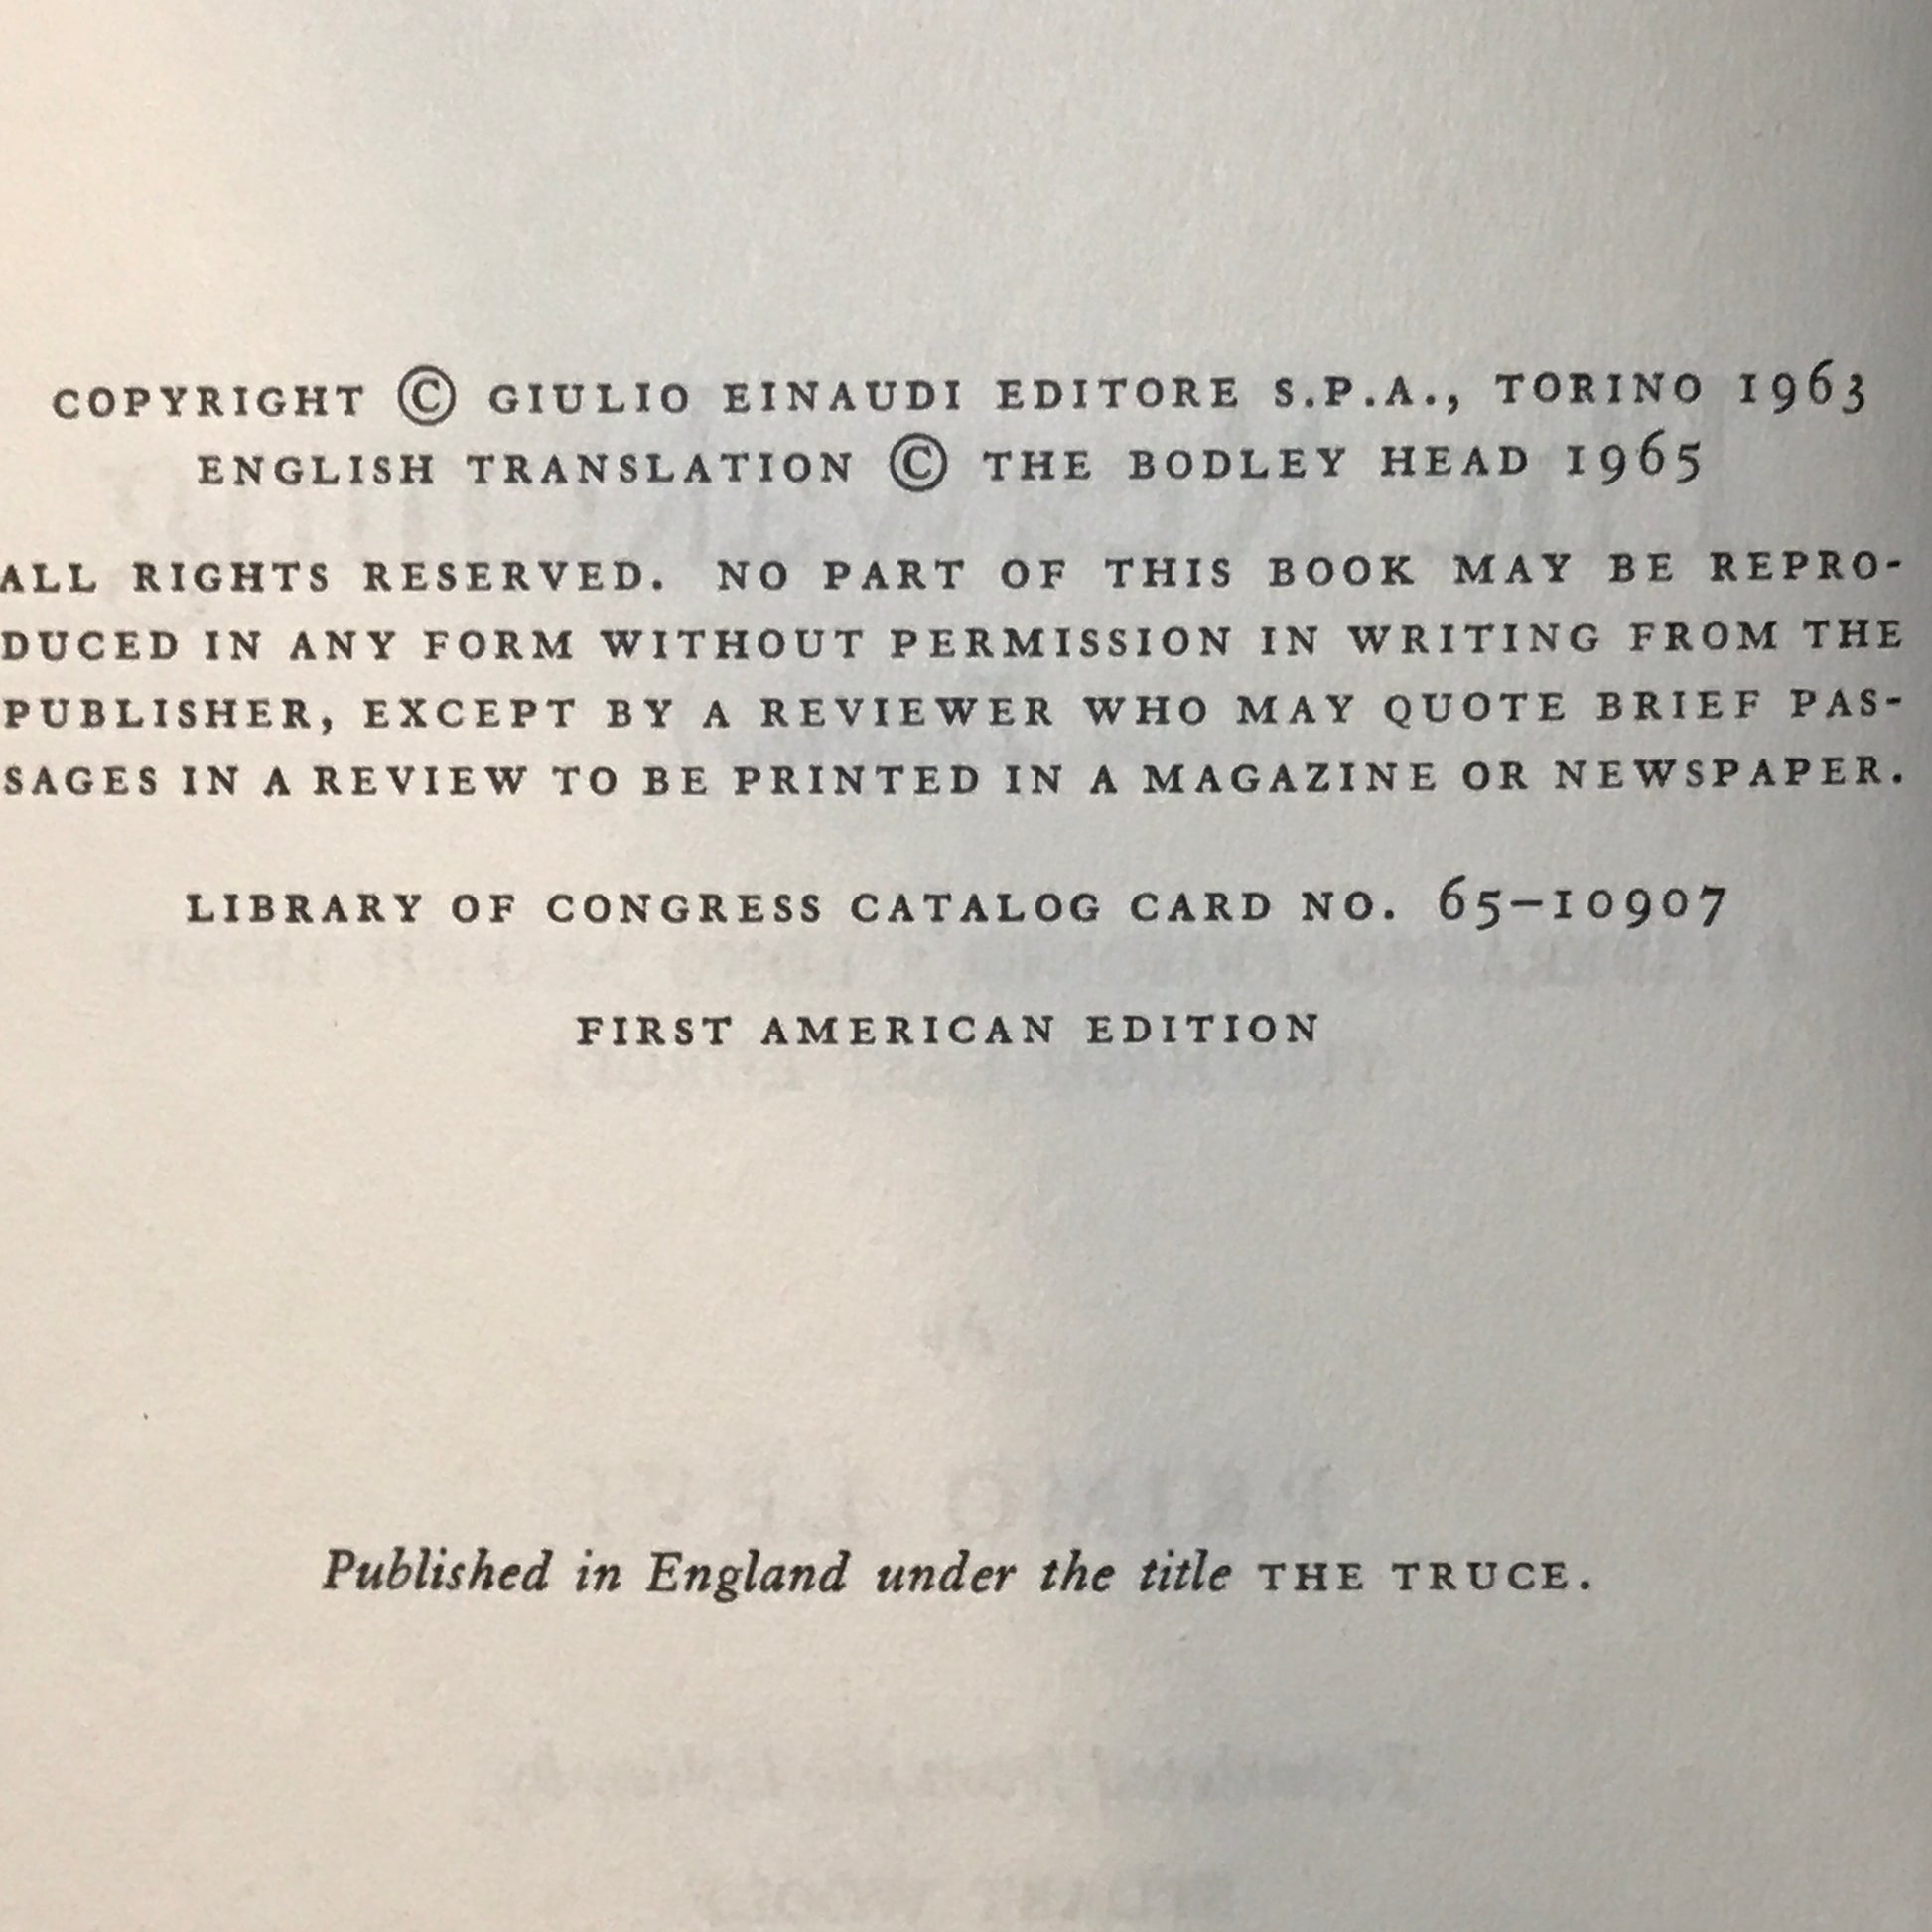 COPYRIGHT © GIULIO EINAUDI EDITORE S.P.A., TORINO 1963
ENGLISH TRANSLATION © THE BODLEY HEAD 1965
ALL RIGHTS RESERVED. NO PART OF THIS BOOK MAY BE REPRO-
DUCED IN ANY FORM WITHOUT PERMISSION IN WRITING FROM THE
PUBLISHER, EXCEPT BY A REVIEWER WHO MAY QUOTE BRIEF PAS-
SAGES IN A REVIEW TO BE PRINTED IN A MAGAZINE OR NEWSPAPER.
LIBRARY OF CONGRESS CATALOG CARD NO. 65-10907
FIRST AMERICAN EDITION
Published in England under the title THE TRUCE.